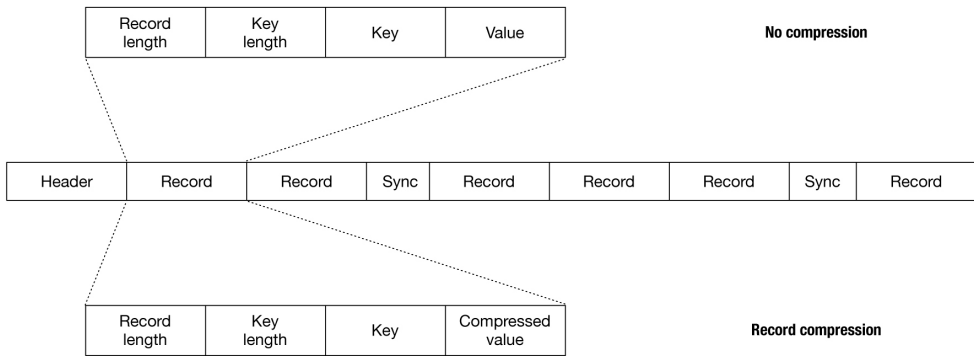 Record
length
Key
length
Key
Value
No compression
Header
Record
Record
Sync
Record
Record
Record
Sync
Record
Record
length
Key
length
Key
Compressed
value
Record compression